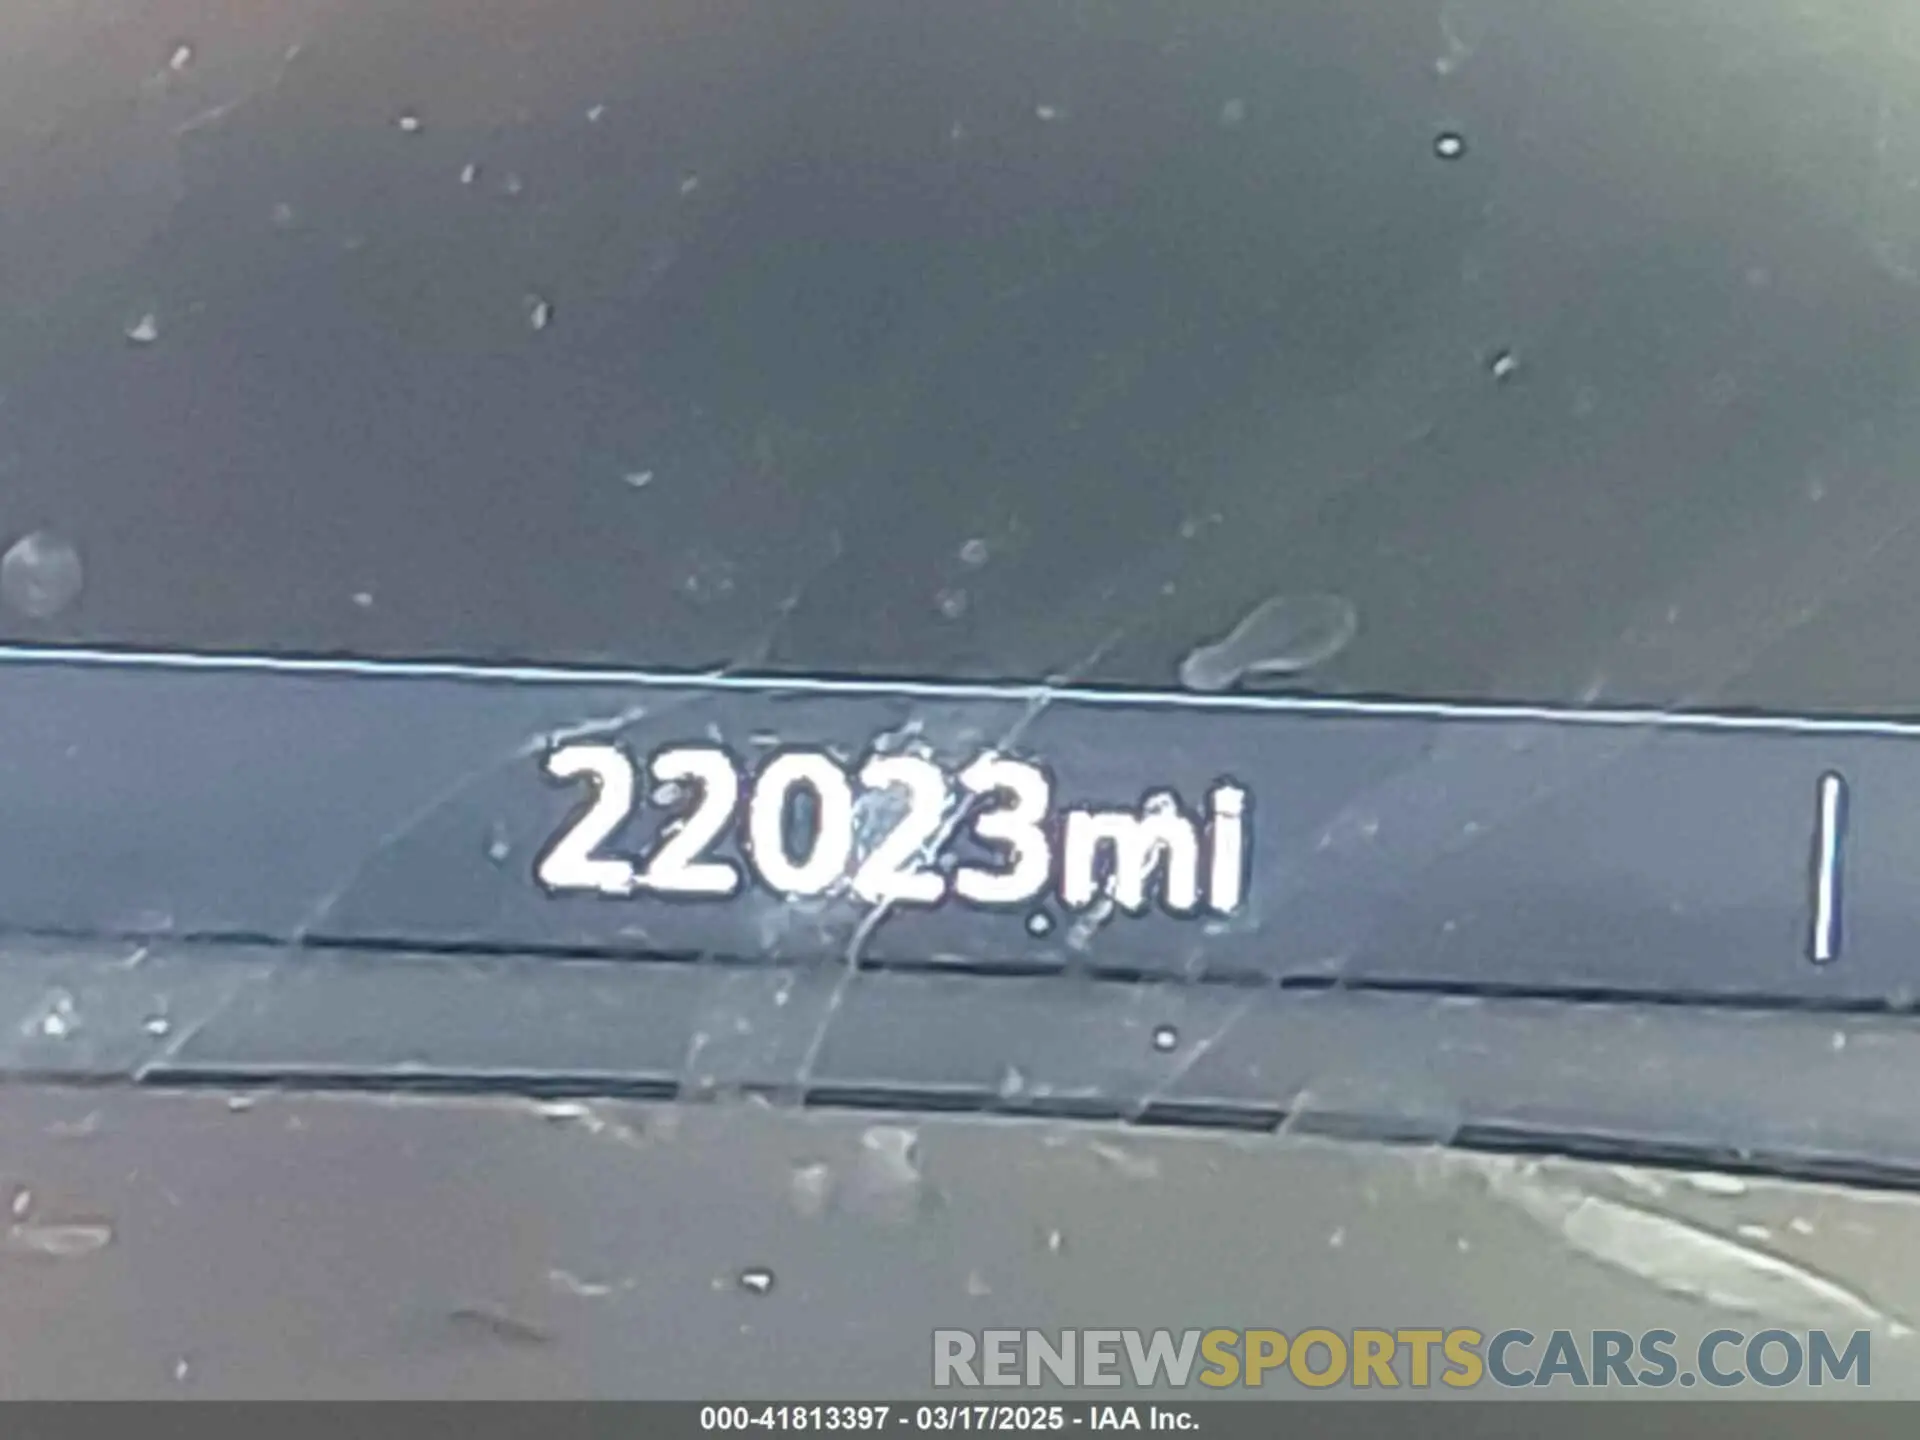 22023mi
RENEWSPORTSCARS.COM
000-41813397 - 03/17/2025 - IAA Inc.